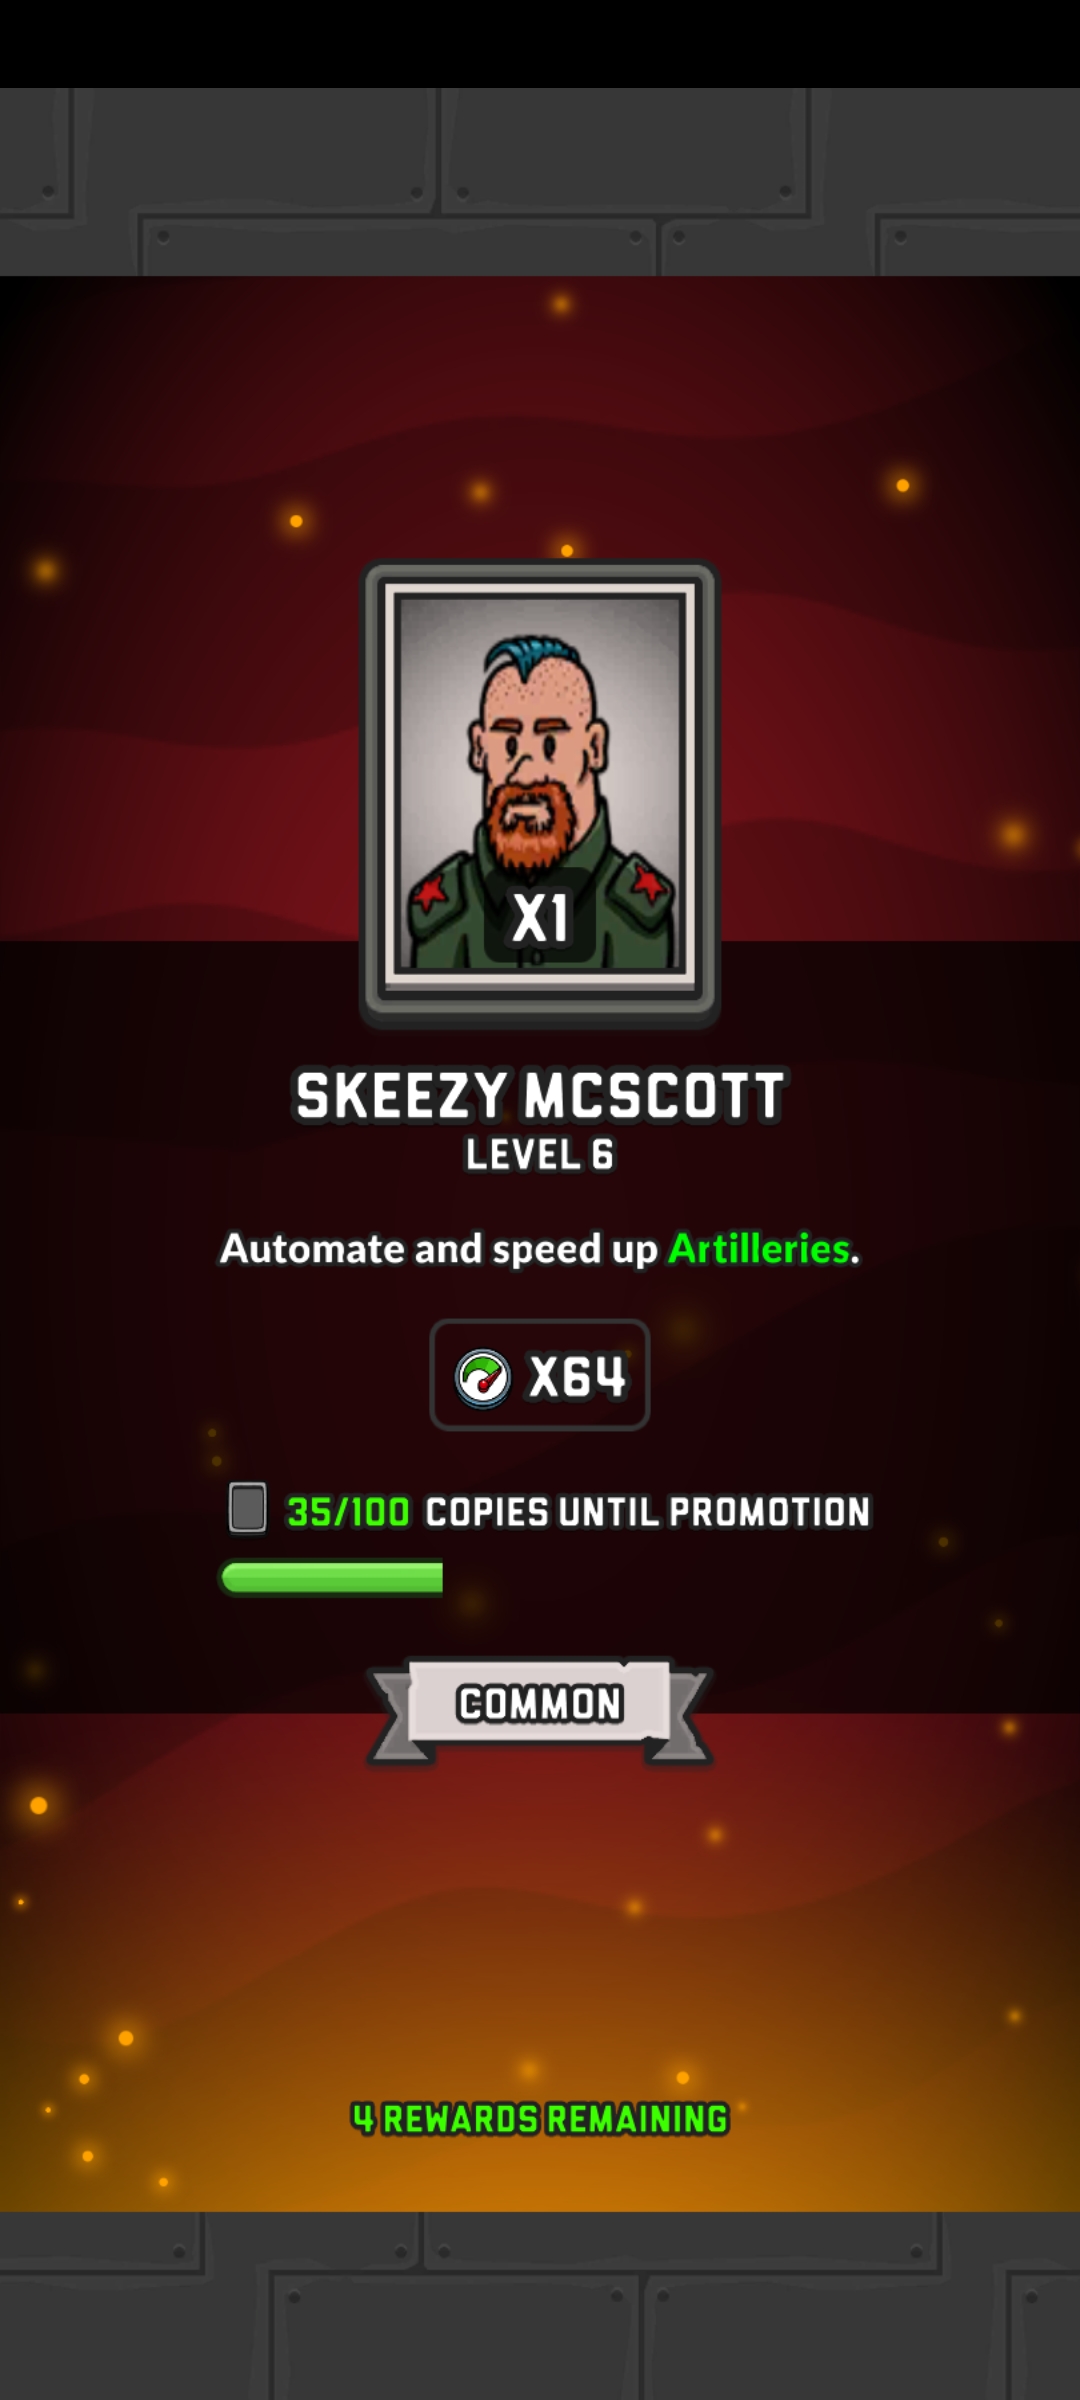 X1
SKEEZY MCSCOTT
LEVEL 6
Automate and speed up Artilleries.
X64
35/100 COPIES UNTIL PROMOTION
COMMON
4 REWARDS REMAINING